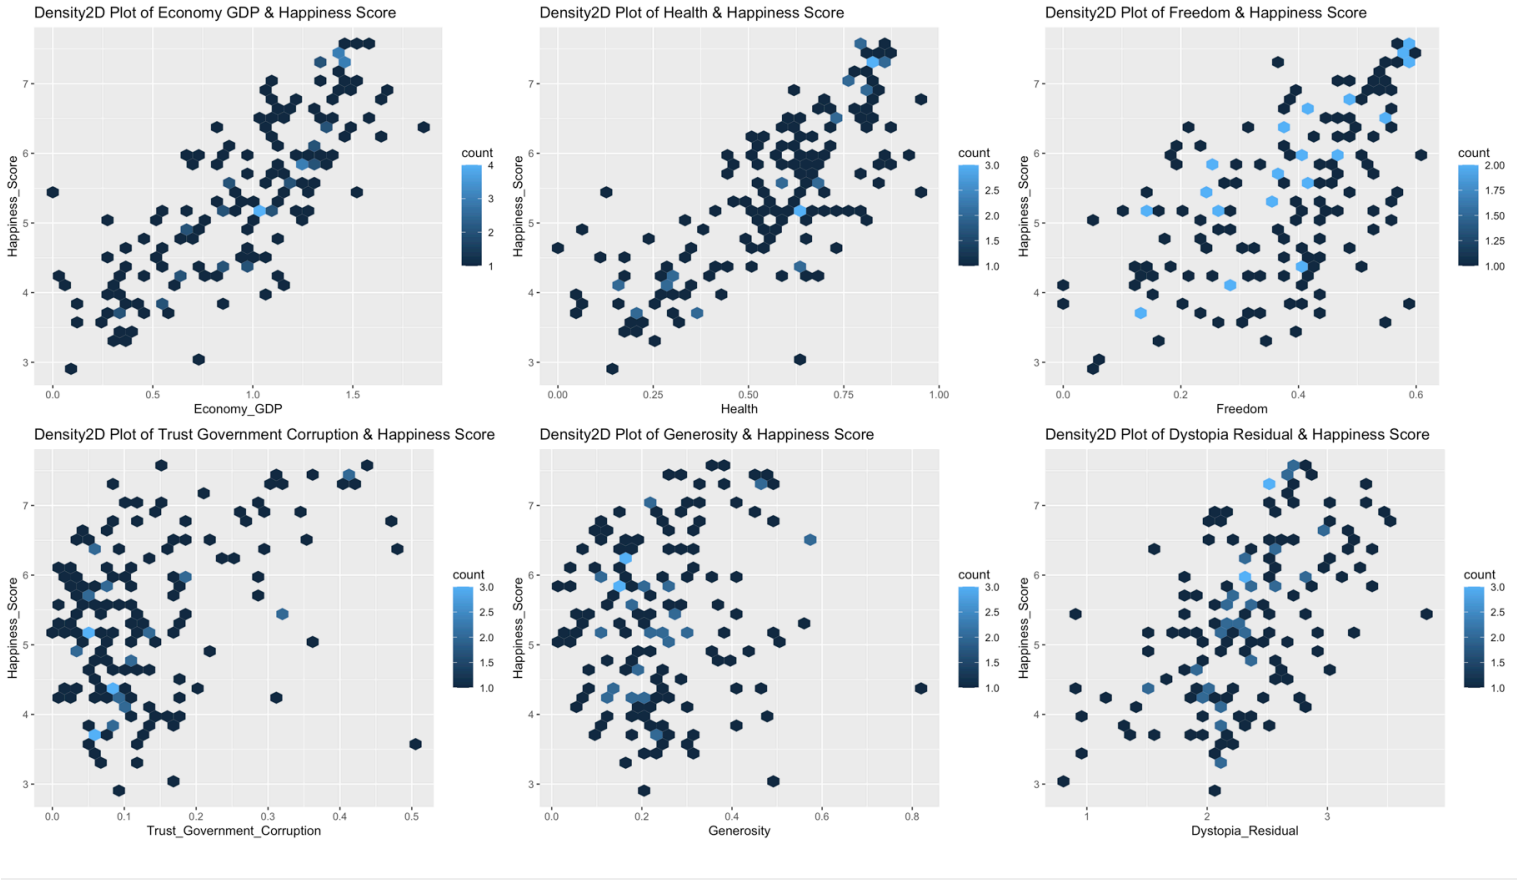 Density2D Plot of Economy GDP & Happiness Score
Happiness_Score
7
6
5
4
3
0.0 0.5 1.0 1.5
Economy_GDP
count
4
3
2
1
Density2D Plot of Health & Happiness Score
Happiness_Score
7
6
5
4
3
0.00 0.25 0.50 0.75 1.00
Health
count
3.0
2.5
2.0
1.5
1.0
Density2D Plot of Freedom & Happiness Score
Happiness_Score
7
6
5
4
3
0.0 0.2 0.4 0.6
Freedom
count
2.00
1.75
1.50
1.25
1.00
Density2D Plot of Trust Government Corruption & Happiness Score
Happiness_Score
7
6
5
4
3
0.0 0.1 0.2 0.3 0.4 0.5
Trust_Government_Corruption
count
3.0
2.5
2.0
1.5
1.0
Density2D Plot of Generosity & Happiness Score
Happiness_Score
7
6
5
4
3
0.0 0.2 0.4 0.6 0.8
Generosity
count
3.0
2.5
2.0
1.5
1.0
Density2D Plot of Dystopia Residual & Happiness Score
Happiness_Score
7
6
5
4
3
1 2 3
Dystopia_Residual
count
3.0
2.5
2.0
1.5
1.0